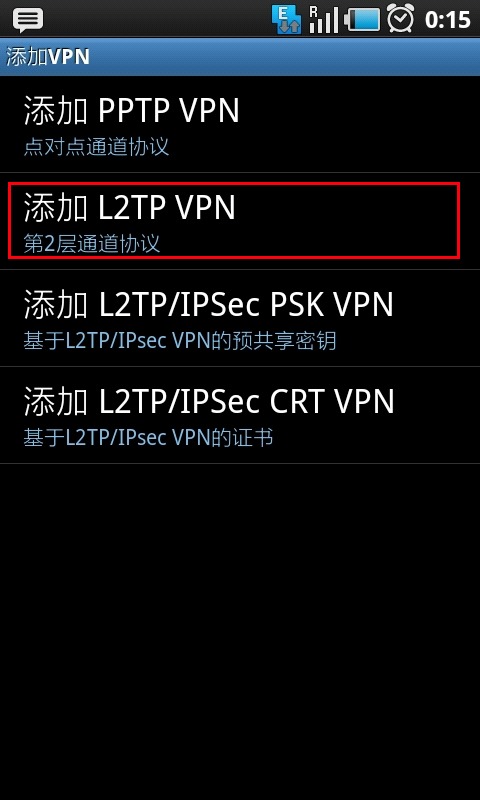 E R 0:15
添加VPN
添加 PPTP VPN
点对点通道协议
添加 L2TP VPN
第2层通道协议
添加 L2TP/IPSec PSK VPN
基于L2TP/IPsec VPN的预共享密钥
添加 L2TP/IPSec CRT VPN
基于L2TP/IPsec VPN的证书